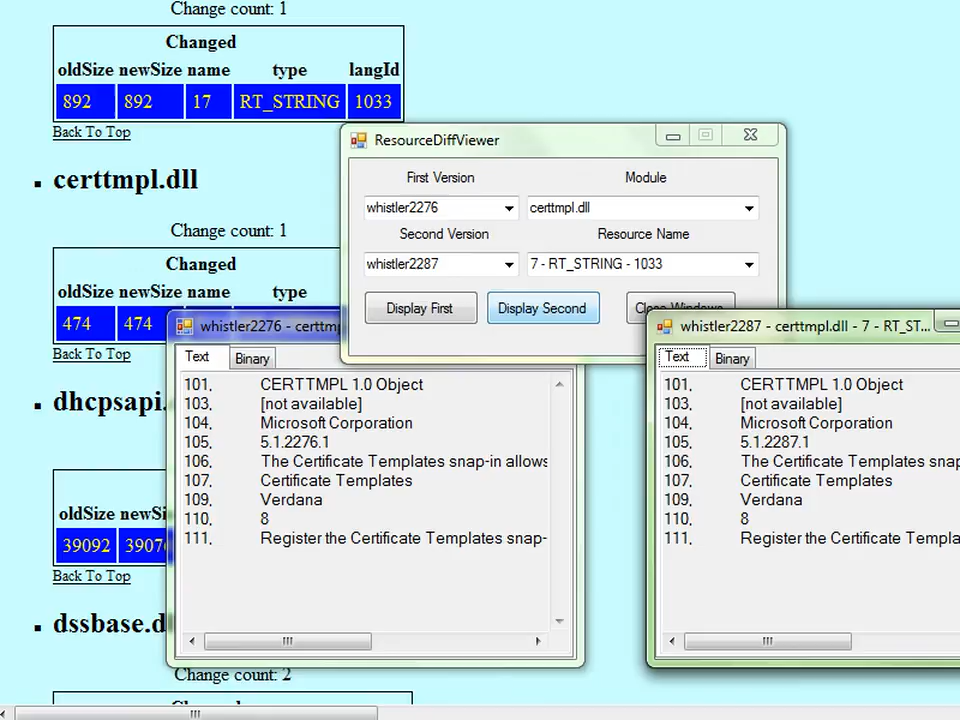 Change count: 1
Changed
oldSize newSize name type langId
892 892 17 RT_STRING 1033
Back To Top
certtmpl.dll
Change count: 1
Changed
oldSize newSize name type
474 474
Back To Top
dhcpsapi.
oldSize
39092
Back To Top
dssbase.d
Change count: 2
ResourceDiffViewer
First Version Module
whistler2276 certtmpl.dll
Second Version Resource Name
whistler2287 7 - RT_STRING - 1033
Display First Display Second Close Windows
whistler2276 - certtmp
Text Binary
101, CERTTMPL 1.0 Object
103, [not available]
104, Microsoft Corporation
105, 5.1.2276.1
106, The Certificate Templates snap-in allows
107, Certificate Templates
109, Verdana
110, 8
111, Register the Certificate Templates snap-
whistler2287 - certtmpl.dll - 7 - RT_ST...
Text Binary
101, CERTTMPL 1.0 Object
103, [not available]
104, Microsoft Corporation
105, 5.1.2287.1
106, The Certificate Templates snap
107, Certificate Templates
109, Verdana
110, 8
111, Register the Certificate Templa